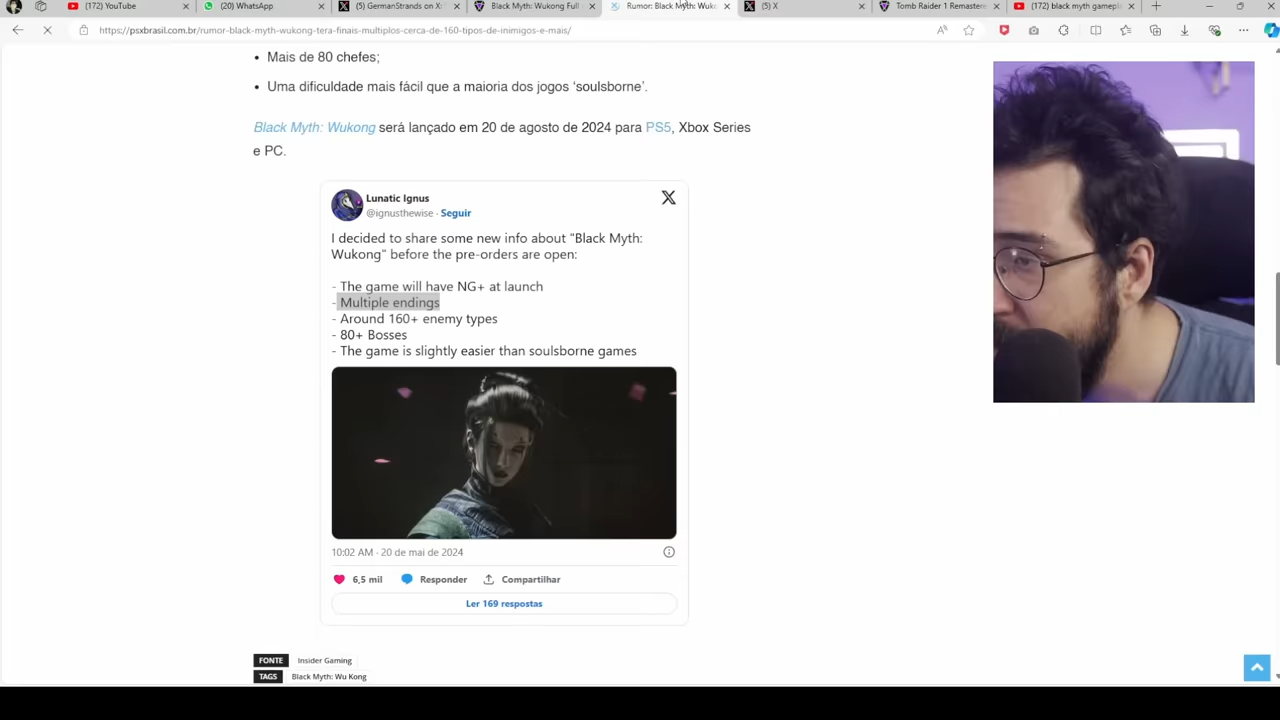 (172) YouTube
(20) WhatsApp
(5) GermanStrands on X:
Black Myth: Wukong Full
Rumor: Black Myth: Wuk
(5) X
Tomb Raider 1 Remastere
(172) black myth gamepl
https://psxbrasil.com.br/rumor-black-myth-wukong-tera-finais-multiplos-cerca-de-160-tipos-de-inimigos-e-mais/
• Mais de 80 chefes;
• Uma dificuldade mais fácil que a maioria dos jogos ‘soulsborne’.
Black Myth: Wukong será lançado em 20 de agosto de 2024 para PS5, Xbox Series
e PC.
Lunatic Ignus
@ignusthewise · Seguir
I decided to share some new info about "Black Myth:
Wukong" before the pre-orders are open:
- The game will have NG+ at launch
- Multiple endings
- Around 160+ enemy types
- 80+ Bosses
- The game is slightly easier than soulsborne games
10:02 AM · 20 de mai de 2024
6,5 mil Responder Compartilhar
Ler 169 respostas
FONTE Insider Gaming
TAGS Black Myth: Wu Kong